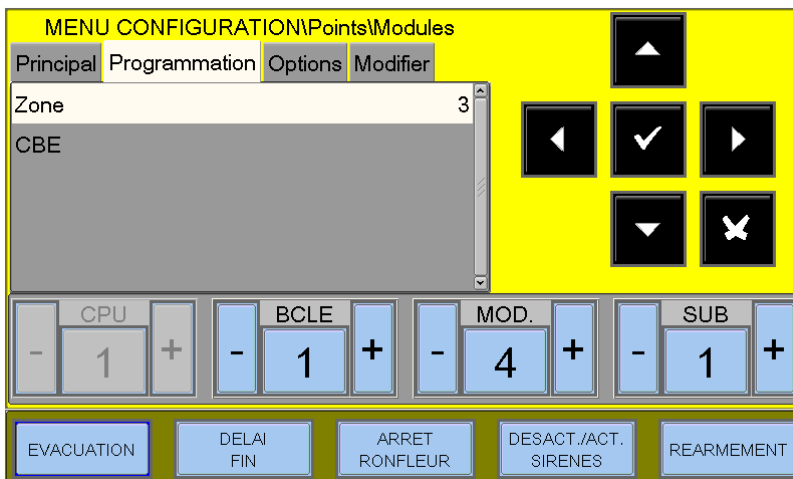 MENU CONFIGURATION\Points\Modules
Principal Programmation Options Modifier
Zone 3
CBE
CPU BCLE MOD. SUB
- 1 + - 1 + - 4 + - 1 +
EVACUATION
DELAI
FIN
ARRET
RONFLEUR
DESACT./ACT.
SIRENES
REARMEMENT